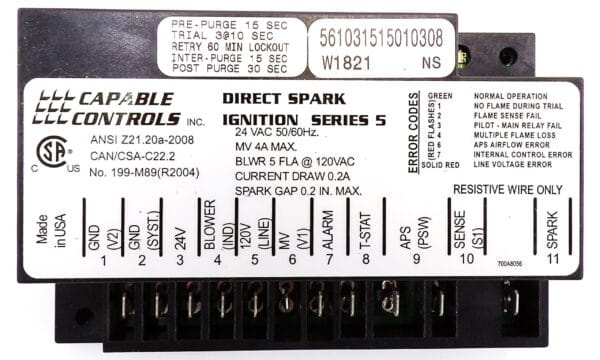 PRE-PURGE 15 SEC
TRIAL 3@10 SEC
RETRY 60 MIN LOCKOUT
INTER-PURGE 15 SEC
POST PURGE 30 SEC
561031515010308
W1821 NS
CAPABLE
CONTROLS INC.
DIRECT SPARK
IGNITION SERIES 5
24 VAC 50/60Hz.
MV 4A MAX.
BLWR 5 FLA @ 120VAC
CURRENT DRAW 0.2A
SPARK GAP 0.2 IN. MAX.
C US
ANSI Z21.20a-2008
CAN/CSA-C22.2
No. 199-M89(R2004)
ERROR CODES
(RED FLASHES)
GREEN NORMAL OPERATION
1 NO FLAME DURING TRIAL
2 FLAME SENSE FAIL
3 PILOT - MAIN RELAY FAIL
4 MULTIPLE FLAME LOSS
6 APS AIRFLOW ERROR
7 INTERNAL CONTROL ERROR
SOLID RED LINE VOLTAGE ERROR
RESISTIVE WIRE ONLY
Made
in USA
GND
(V2)
1
GND
(SYST.)
2
24V
3
BLOWER
(IND)
4
120V
(LINE)
5
MV
(V1)
6
ALARM
7
T-STAT
8
APS
(PSW)
9
SENSE
(S1)
10
SPARK
11
700A8056